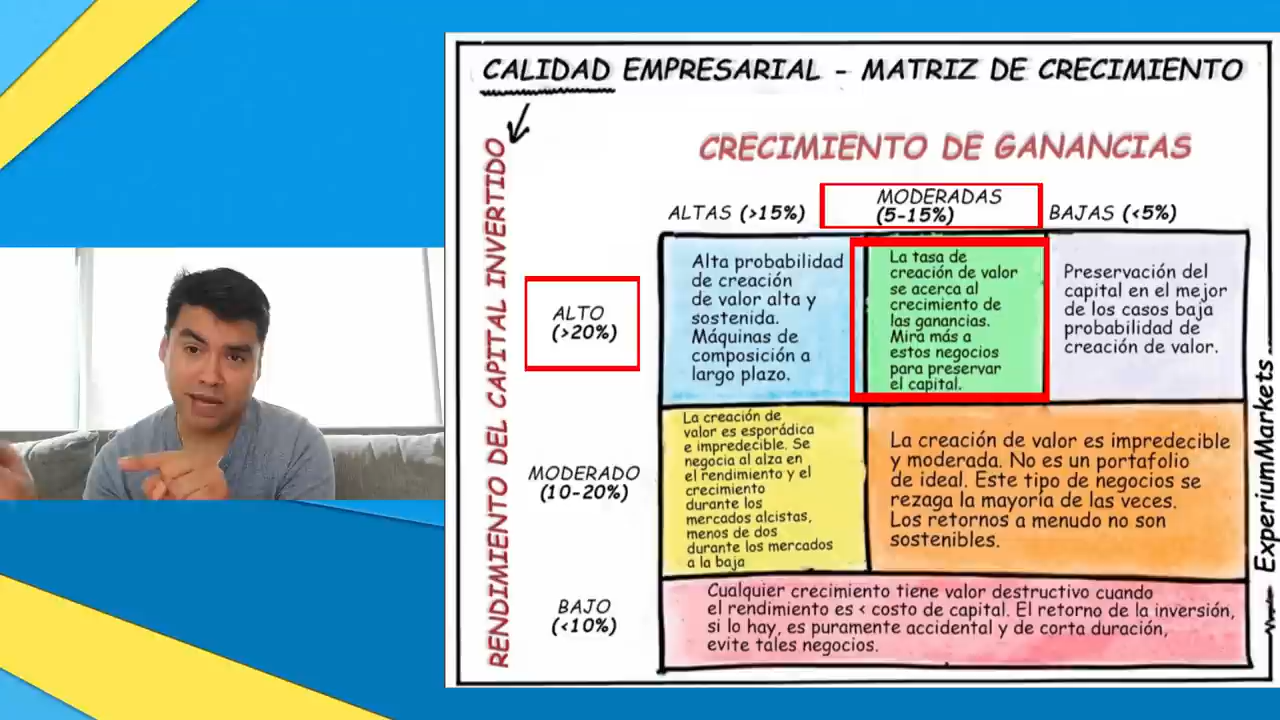 CALIDAD EMPRESARIAL - MATRIZ DE CRECIMIENTO
CRECIMIENTO DE GANANCIAS
RENDIMIENTO DEL CAPITAL INVERTIDO
ALTAS (>15%)
MODERADAS
(5-15%)
BAJAS (<5%)
ALTO
(>20%)
Alta probabilidad
de creación
de valor alta y
sostenida.
Máquinas de
composición a
largo plazo.
La tasa de
creación de valor
se acerca al
crecimiento de
las ganancias.
Mira más a
estos negocios
para preservar
el capital.
Preservación del
capital en el mejor
de los casos baja
probabilidad de
creación de valor.
MODERADO
(10-20%)
La creación de
valor es esporádica
e impredecible. Se
negocia al alza en
el rendimiento y el
crecimiento
durante los
mercados alcistas,
menos de dos
durante los mercados
a la baja
La creación de valor es impredecible
y moderada. No es un portafolio
de ideal. Este tipo de negocios se
rezaga la mayoría de las veces.
Los retornos a menudo no son
sostenibles.
BAJO
(<10%)
Cualquier crecimiento tiene valor destructivo cuando
el rendimiento es < costo de capital. El retorno de la inversión,
si lo hay, es puramente accidental y de corta duración,
evite tales negocios.
ExperiumMarkets